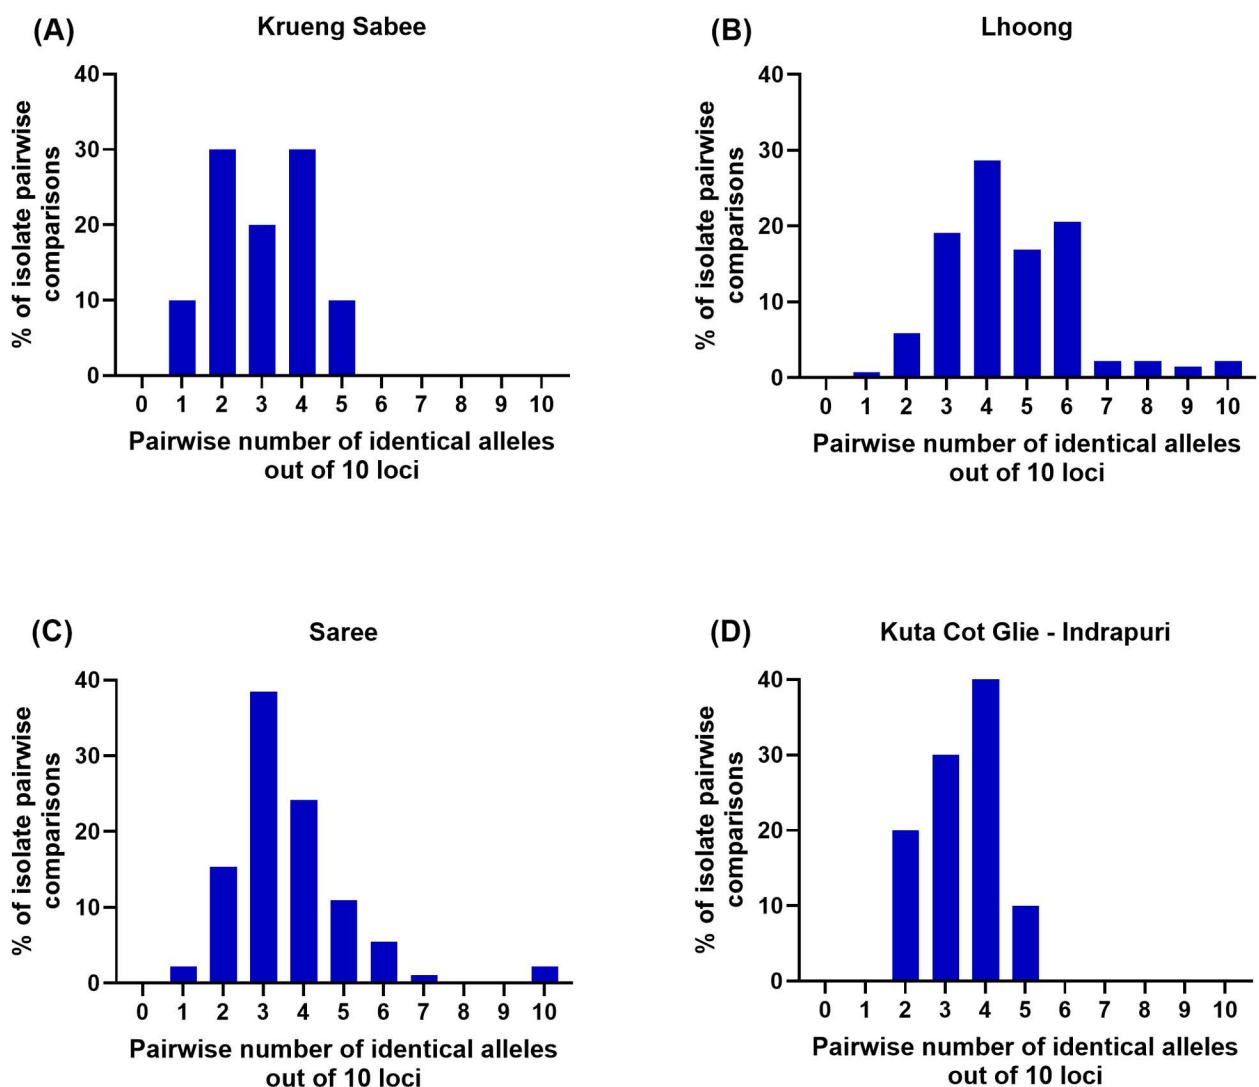 (A)
Krueng Sabee
% of isolate pairwise
comparisons
40
30
20
10
0
0 1 2 3 4 5 6 7 8 9 10
Pairwise number of identical alleles
out of 10 loci
(B)
Lhoong
% of isolate pairwise
comparisons
40
30
20
10
0
0 1 2 3 4 5 6 7 8 9 10
Pairwise number of identical alleles
out of 10 loci
(C)
Saree
% of isolate pairwise
comparisons
40
30
20
10
0
0 1 2 3 4 5 6 7 8 9 10
Pairwise number of identical alleles
out of 10 loci
(D)
Kuta Cot Glie - Indrapuri
% of isolate pairwise
comparisons
40
30
20
10
0
0 1 2 3 4 5 6 7 8 9 10
Pairwise number of identical alleles
out of 10 loci